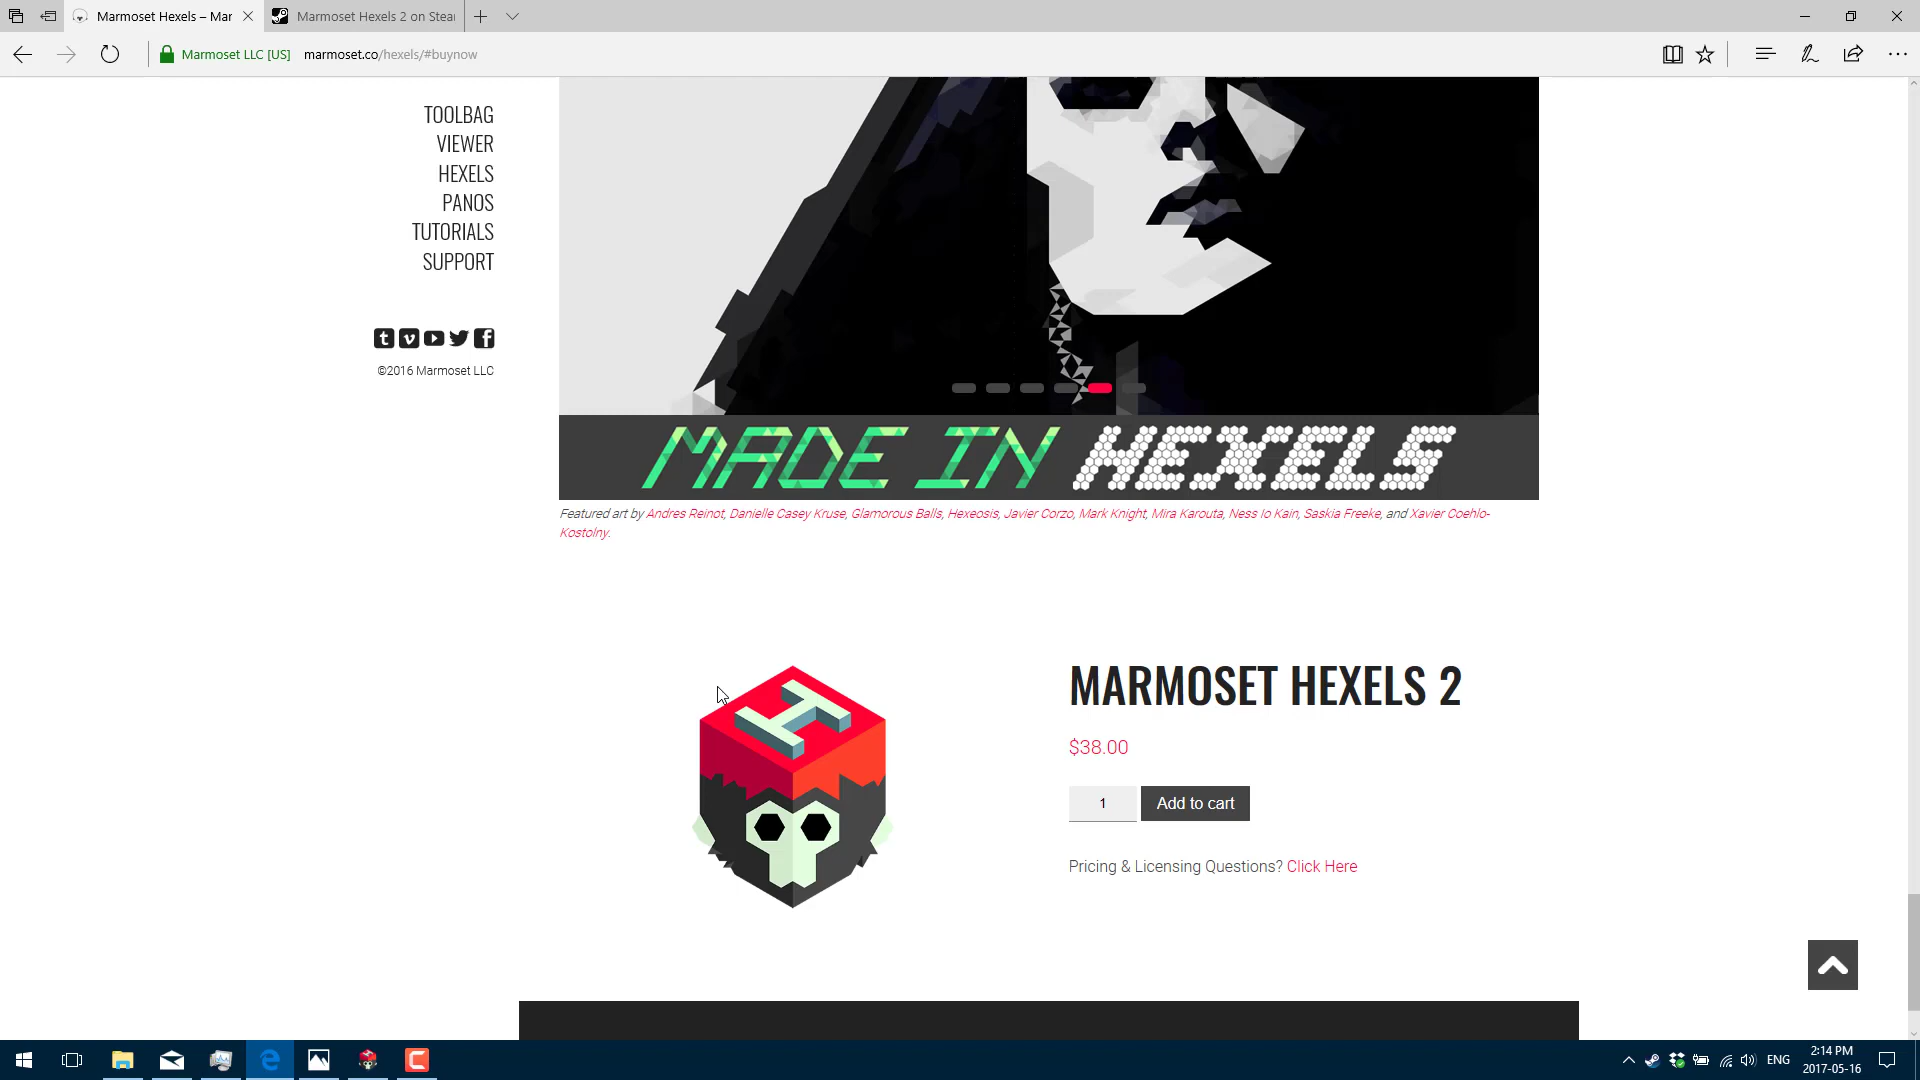 Marmoset Hexels – Mar
Marmoset Hexels 2 on Stea
Marmoset LLC [US]
marmoset.co/hexels/#buynow
TOOLBAG
VIEWER
HEXELS
PANOS
TUTORIALS
SUPPORT
©2016 Marmoset LLC
MADE IN HEXELS
Featured art by Andres Reinot, Danielle Casey Kruse, Glamorous Balls, Hexeosis, Javier Corzo, Mark Knight, Mira Karouta, Ness Io Kain, Saskia Freeke, and Xavier Coehlo-
Kostolny.
H
MARMOSET HEXELS 2
$38.00
1
Add to cart
Pricing & Licensing Questions? Click Here
ENG
2:14 PM
2017-05-16